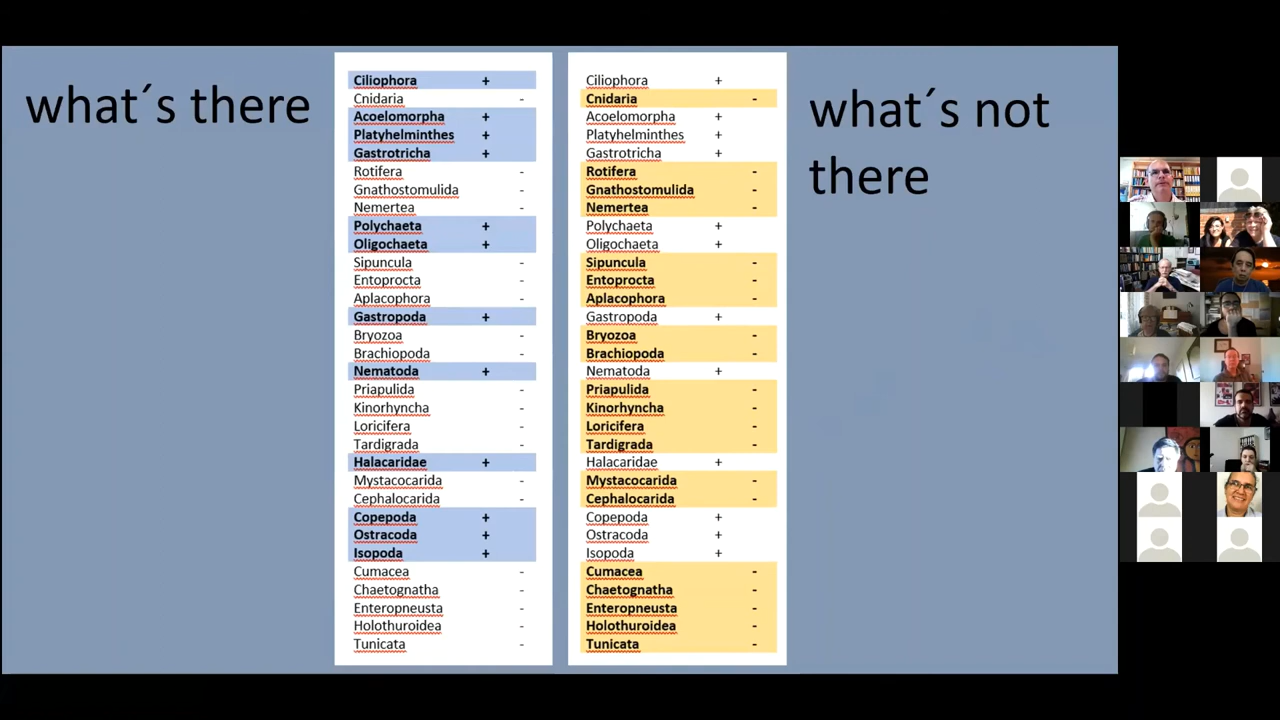 what´s there
Ciliophora +
Cnidaria -
Acoelomorpha +
Platyhelminthes +
Gastrotricha +
Rotifera -
Gnathostomulida -
Nemertea -
Polychaeta +
Oligochaeta +
Sipuncula -
Entoprocta -
Aplacophora -
Gastropoda +
Bryozoa -
Brachiopoda -
Nematoda +
Priapulida -
Kinorhyncha -
Loricifera -
Tardigrada -
Halacaridae +
Mystacocarida -
Cephalocarida -
Copepoda +
Ostracoda +
Isopoda +
Cumacea -
Chaetognatha -
Enteropneusta -
Holothuroidea -
Tunicata -
Ciliophora +
Cnidaria -
Acoelomorpha +
Platyhelminthes +
Gastrotricha +
Rotifera -
Gnathostomulida -
Nemertea -
Polychaeta +
Oligochaeta +
Sipuncula -
Entoprocta -
Aplacophora -
Gastropoda +
Bryozoa -
Brachiopoda -
Nematoda +
Priapulida -
Kinorhyncha -
Loricifera -
Tardigrada -
Halacaridae +
Mystacocarida -
Cephalocarida -
Copepoda +
Ostracoda +
Isopoda +
Cumacea -
Chaetognatha -
Enteropneusta -
Holothuroidea -
Tunicata -
what´s not
there